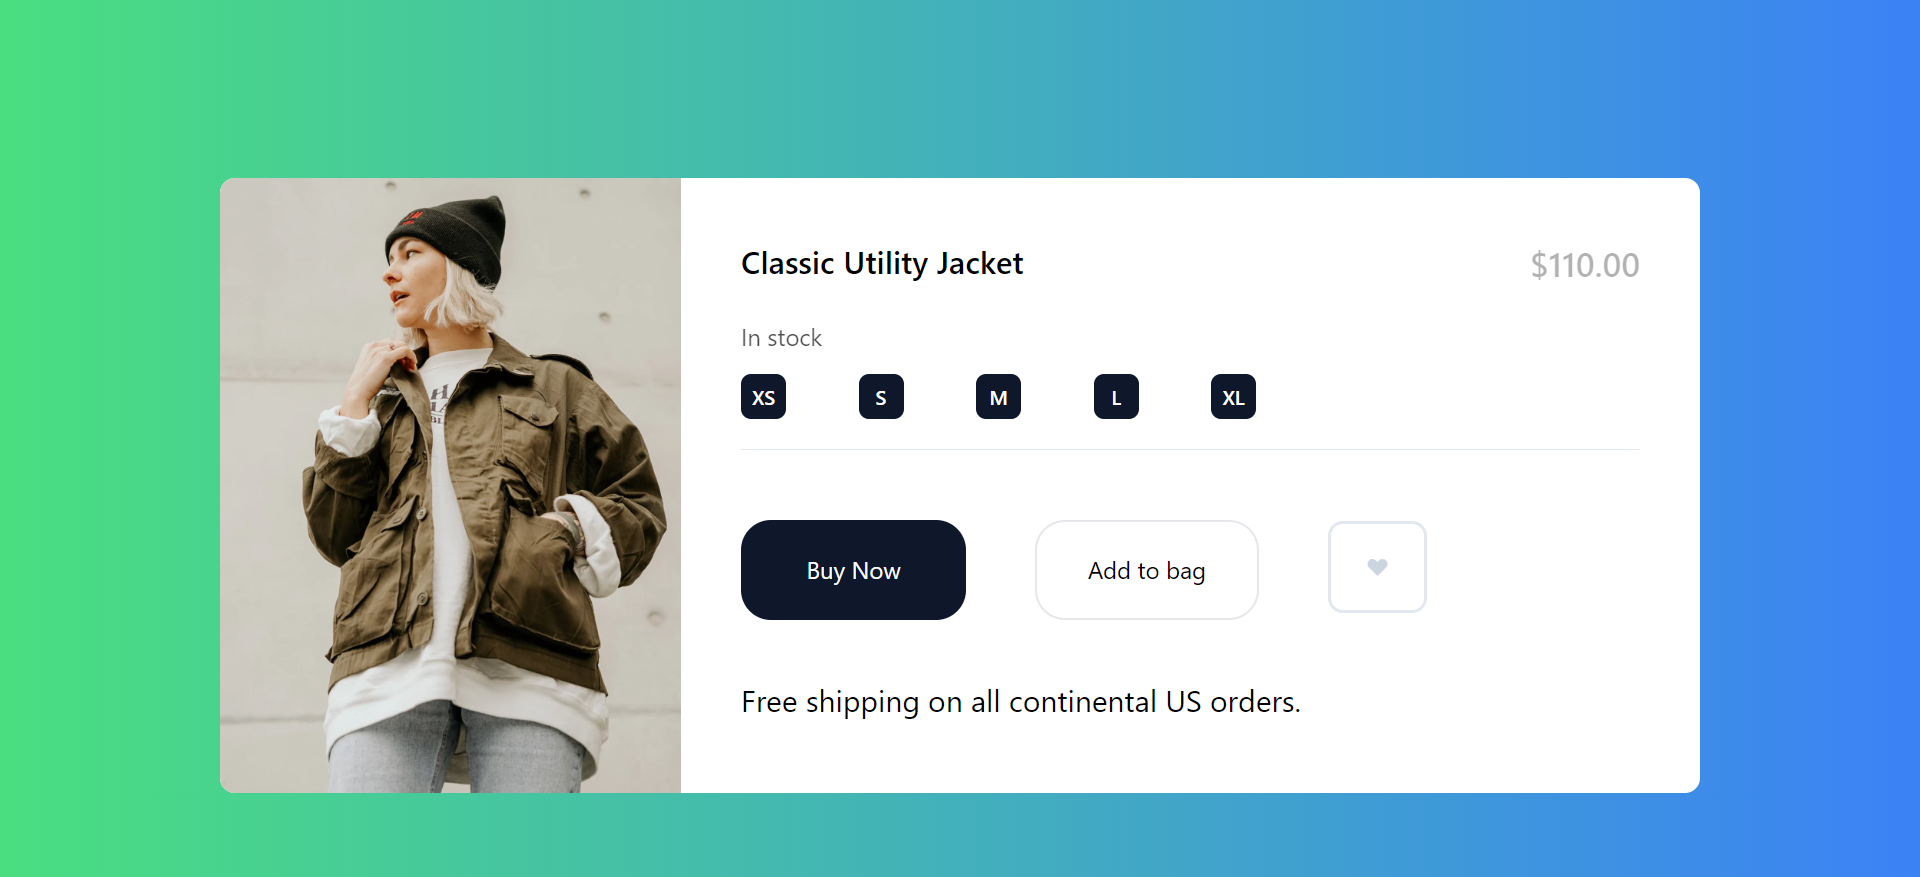 Classic Utility Jacket
$110.00
In stock
XS S M L XL
Buy Now
Add to bag
Free shipping on all continental US orders.